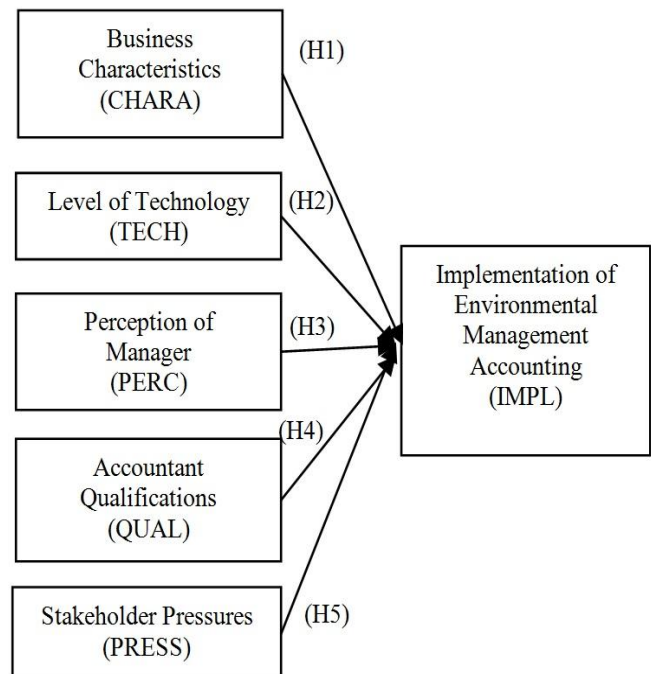 Business
Characteristics
(CHARA)
(H1)
Level of Technology
(TECH)
(H2)
Perception of
Manager
(PERC)
(H3)
Accountant
Qualifications
(QUAL)
(H4)
Stakeholder Pressures
(PRESS)
(H5)
Implementation of
Environmental
Management
Accounting
(IMPL)